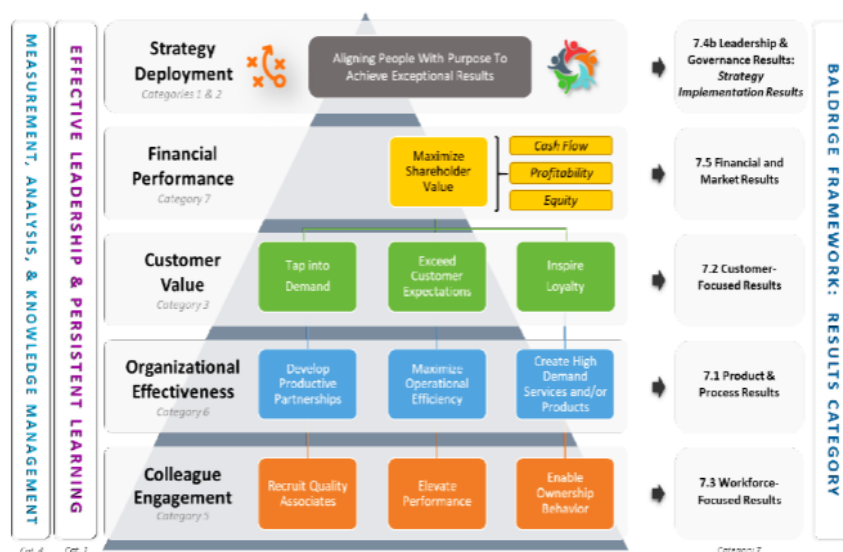 MEASUREMENT, ANALYSIS, & KNOWLEDGE MANAGEMENT
EFFECTIVE LEADERSHIP & PERSISTENT LEARNING
Strategy
Deployment
Categories 1 & 2
Aligning People With Purpose To
Achieve Exceptional Results
7.4b Leadership &
Governance Results:
Strategy
Implementation Results
Financial
Performance
Category 7
Maximize
Shareholder
Value
Cash Flow
Profitability
Equity
7.5 Financial and
Market Results
Customer
Value
Category 3
Tap into
Demand
Exceed
Customer
Expectations
Inspire
Loyalty
7.2 Customer-
Focused Results
Organizational
Effectiveness
Category 6
Develop
Productive
Partnerships
Maximize
Operational
Efficiency
Create High
Demand
Services and/or
Products
7.1 Product &
Process Results
Colleague
Engagement
Category 5
Recruit Quality
Associates
Elevate
Performance
Enable
Ownership
Behavior
7.3 Workforce-
Focused Results
BALDRIGE FRAMEWORK: RESULTS CATEGORY